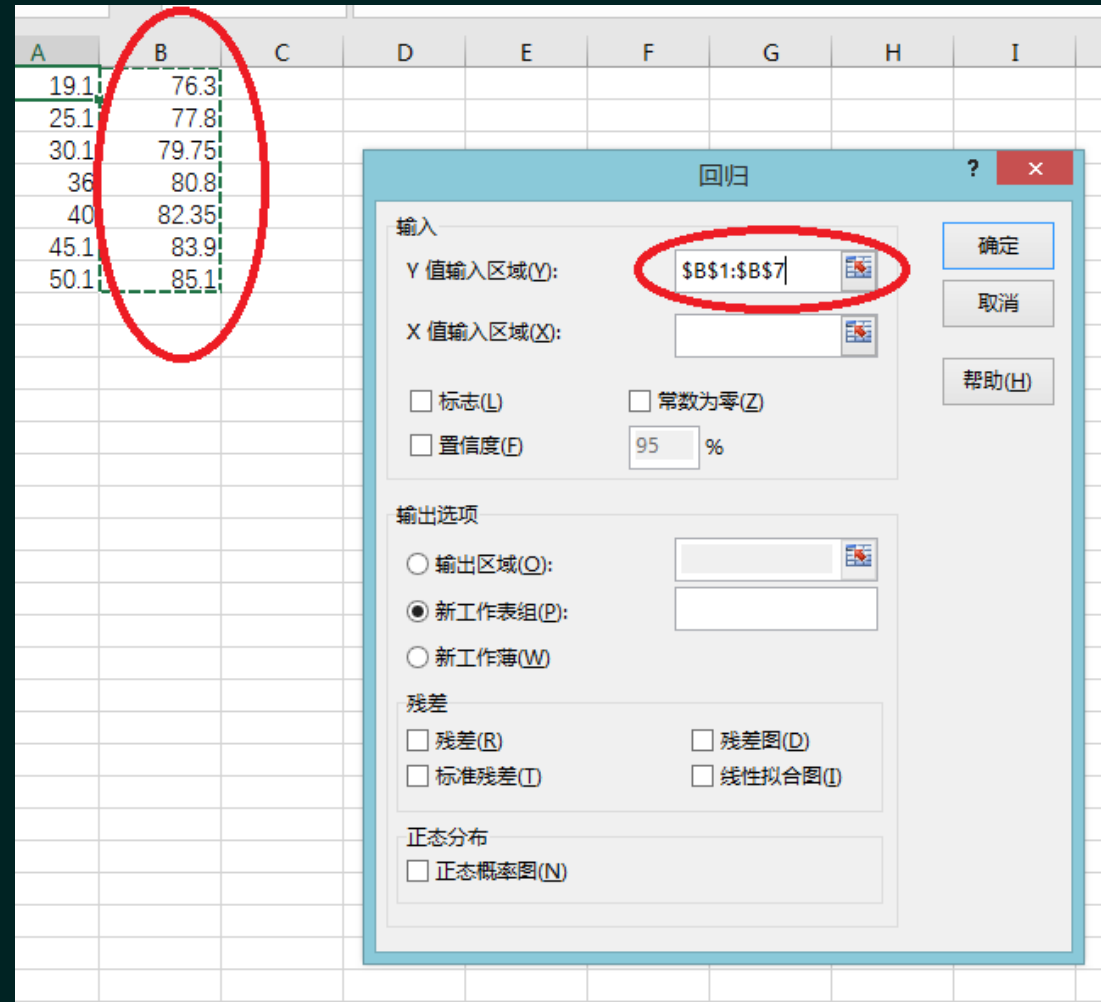 A B C D E F G H I
19.1 76.3
25.1 77.8
30.1 79.75
36 80.8
40 82.35
45.1 83.9
50.1 85.1
回归 ? ×
输入
Y 值输入区域(Y): $B$1:$B$7
X 值输入区域(X):
标志(L) 常数为零(Z)
置信度(F) 95 %
确定
取消
帮助(H)
输出选项
输出区域(O):
新工作表组(P):
新工作薄(W)
残差
残差(R) 残差图(D)
标准残差(T) 线性拟合图(I)
正态分布
正态概率图(N)